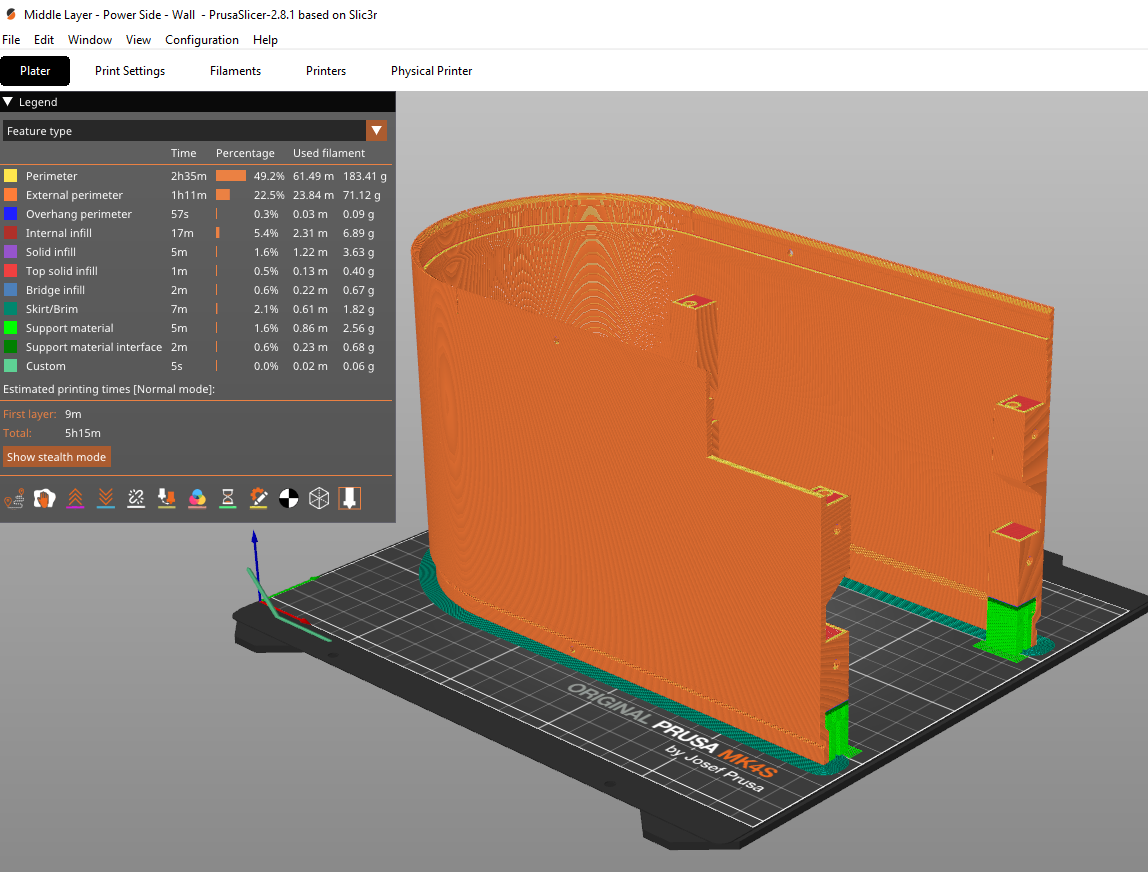 Middle Layer - Power Side - Wall  - PrusaSlicer-2.8.1 based on Slic3r
File Edit Window View Configuration Help
Plater Print Settings Filaments Printers Physical Printer
Legend
Feature type
Time Percentage Used filament
Perimeter 2h35m 49.2% 61.49 m 183.41 g
External perimeter 1h11m 22.5% 23.84 m 71.12 g
Overhang perimeter 57s 0.3% 0.03 m 0.09 g
Internal infill 17m 5.4% 2.31 m 6.89 g
Solid infill 5m 1.6% 1.22 m 3.63 g
Top solid infill 1m 0.5% 0.13 m 0.40 g
Bridge infill 2m 0.6% 0.22 m 0.67 g
Skirt/Brim 7m 2.1% 0.61 m 1.82 g
Support material 5m 1.6% 0.86 m 2.56 g
Support material interface 2m 0.6% 0.23 m 0.68 g
Custom 5s 0.0% 0.02 m 0.06 g
Estimated printing times [Normal mode]:
First layer: 9m
Total: 5h15m
Show stealth mode
ORIGINAL PRUSA MK4S
by Josef Prusa